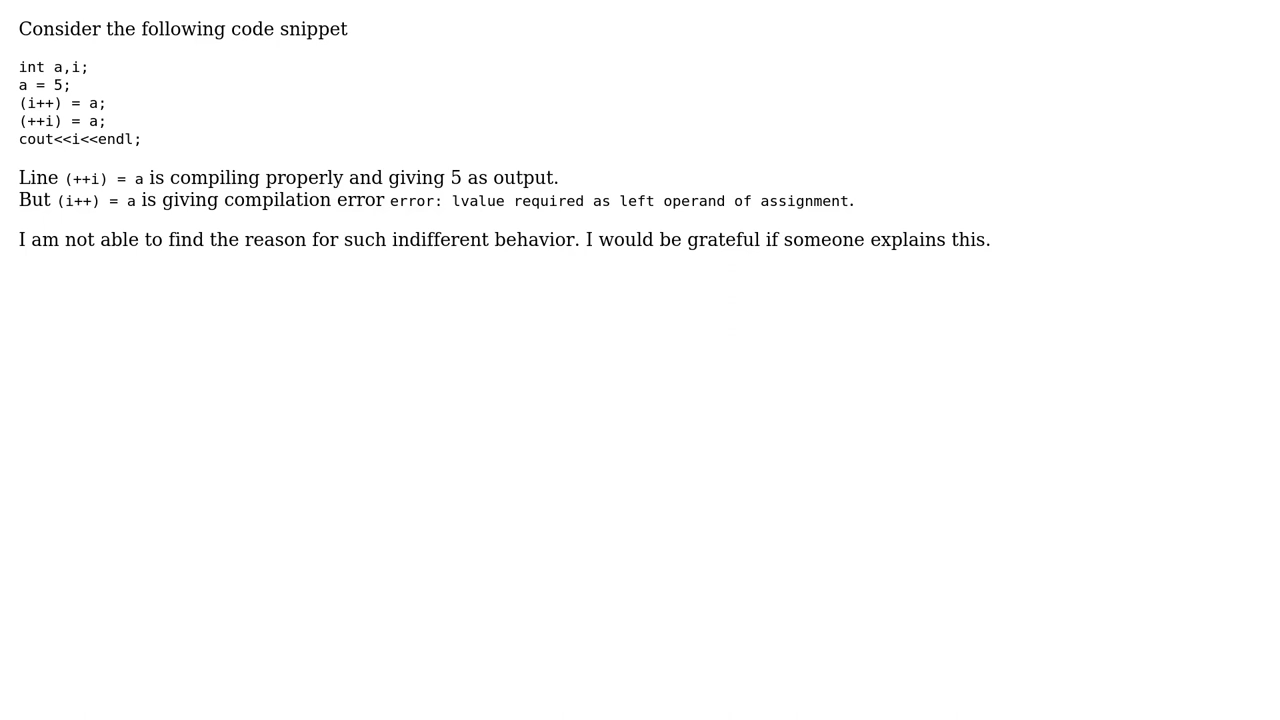 Consider the following code snippet
int a,i;
a = 5;
(i++) = a;
(++i) = a;
cout<<i<<endl;
Line (++i) = a is compiling properly and giving 5 as output.
But (i++) = a is giving compilation error error: lvalue required as left operand of assignment.
I am not able to find the reason for such indifferent behavior. I would be grateful if someone explains this.